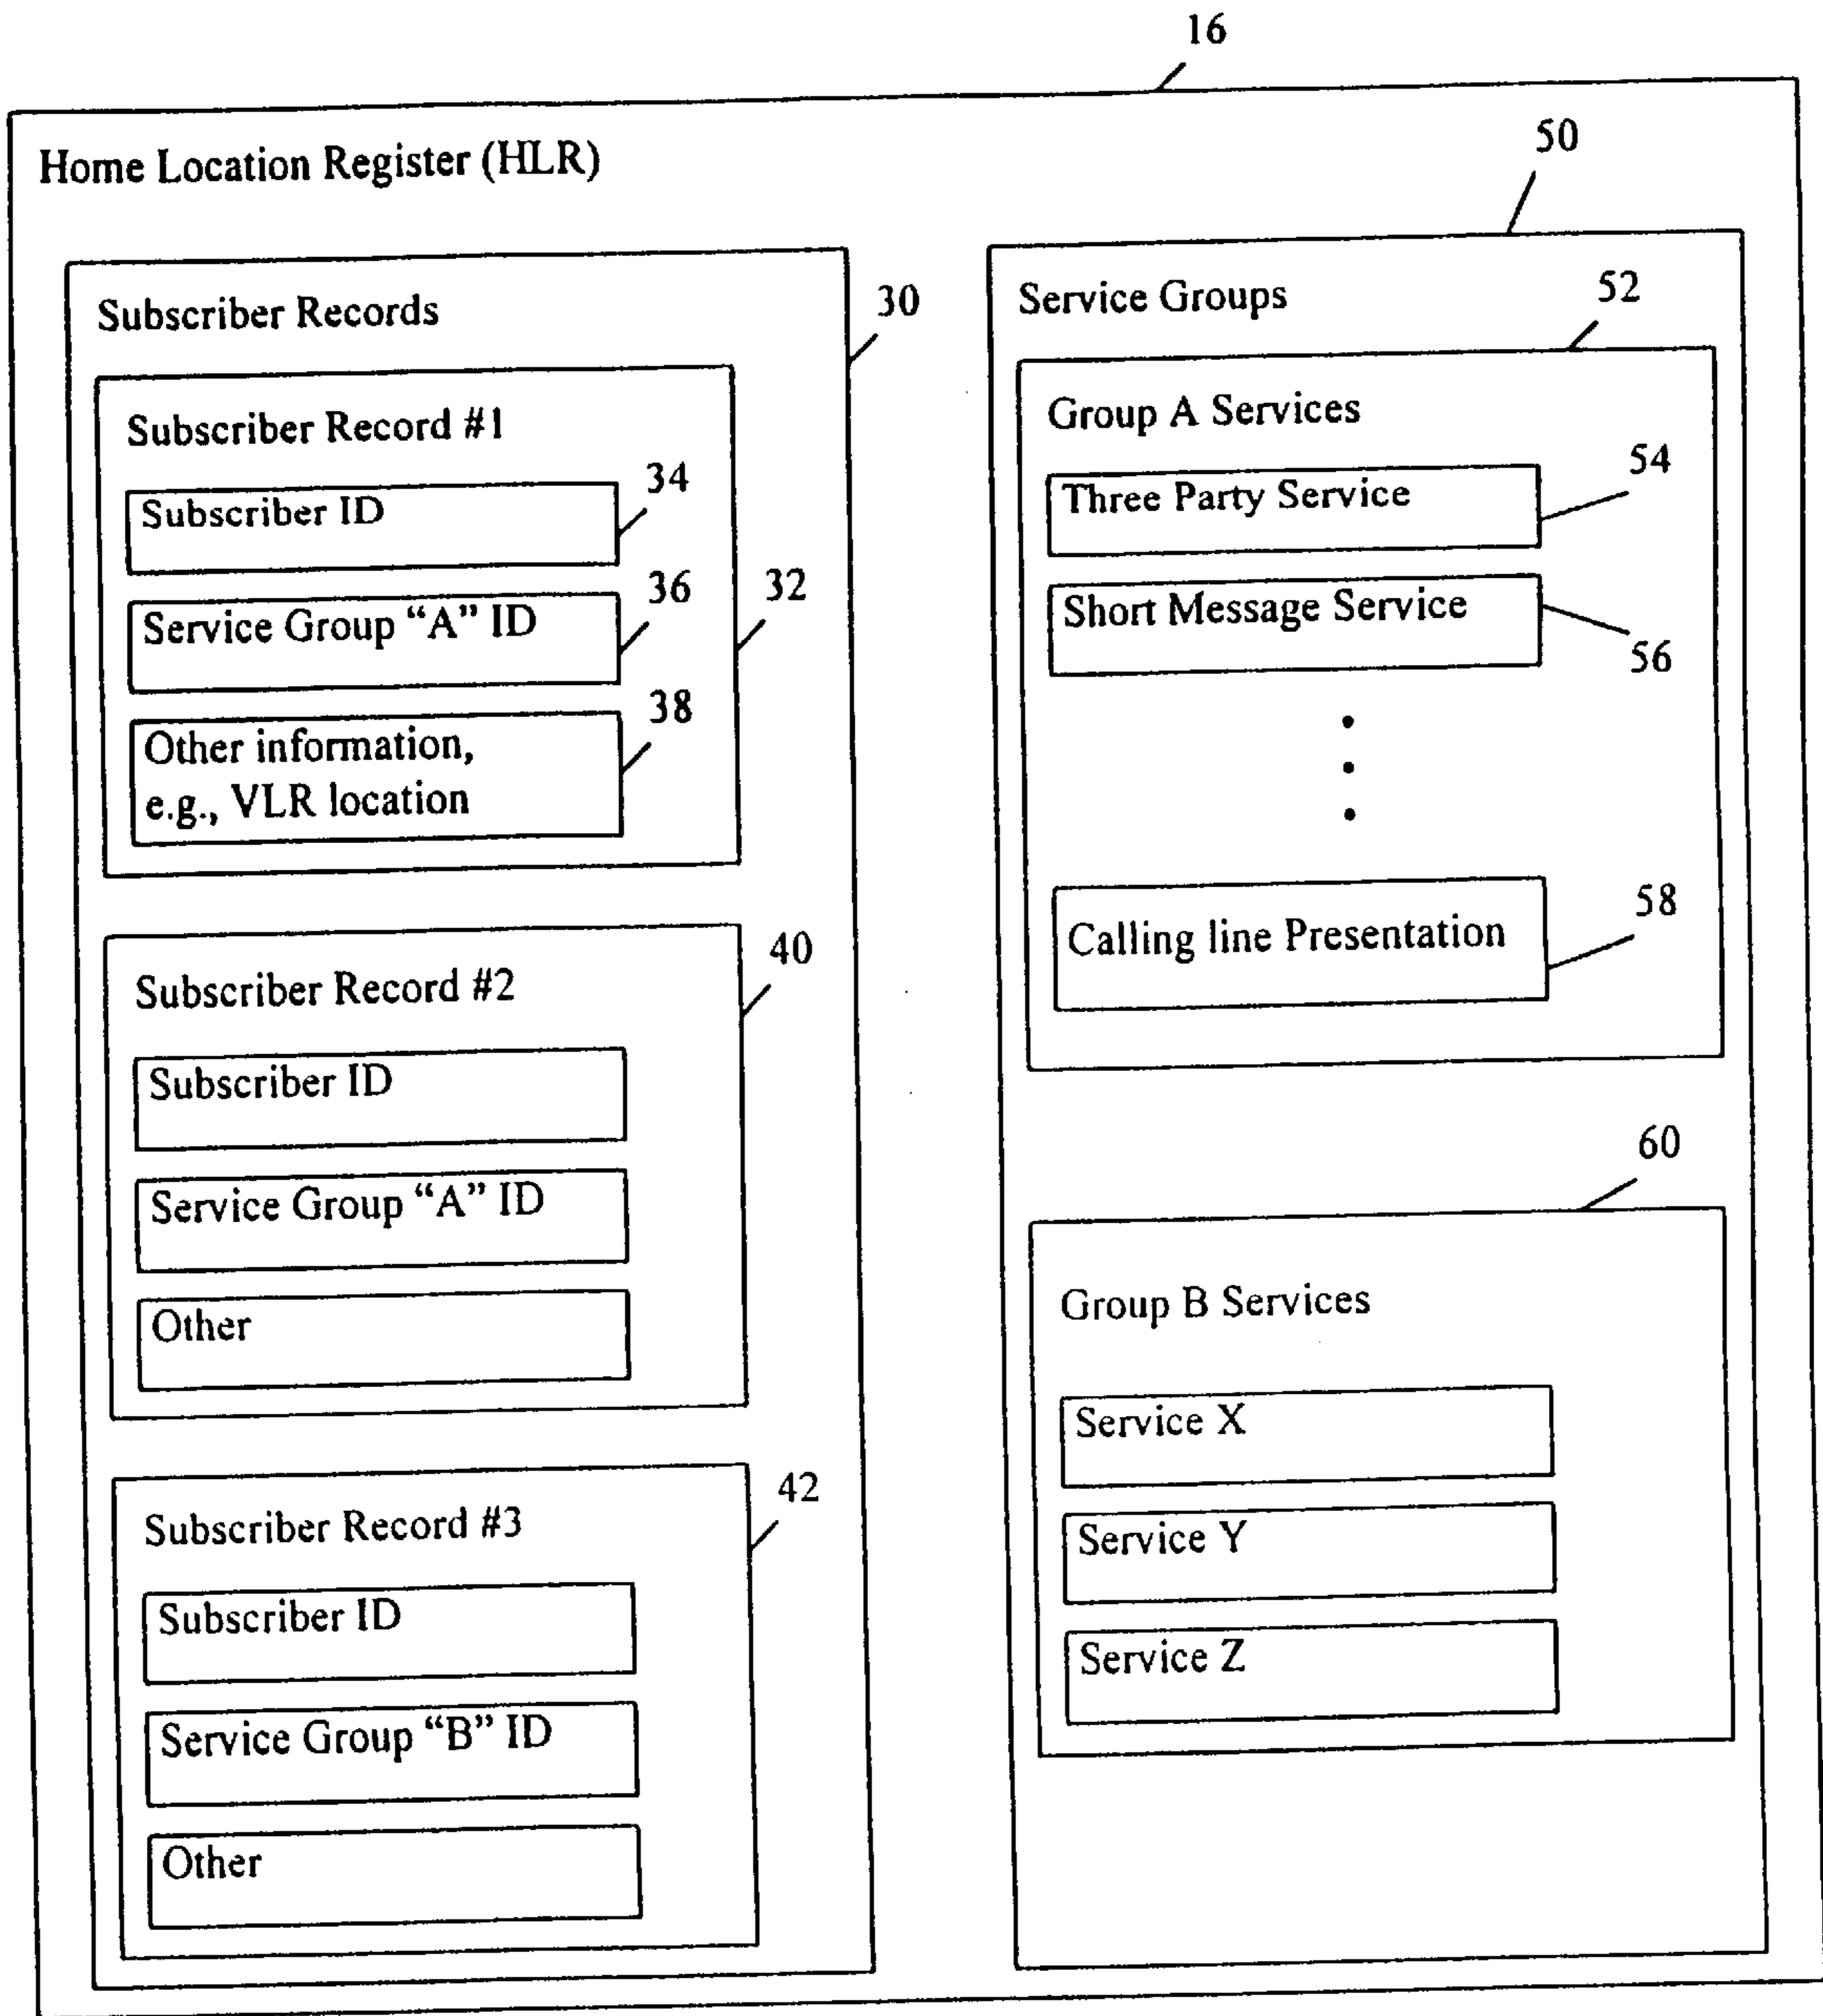 16
Home Location Register (HLR)
Subscriber Records
30
Subscriber Record #1
Subscriber ID
34
Service Group “A” ID
36
32
Other information,
e.g., VLR location
38
Subscriber Record #2
40
Subscriber ID
Service Group “A” ID
Other
Subscriber Record #3
42
Subscriber ID
Service Group “B” ID
Other
50
Service Groups
52
Group A Services
Three Party Service
54
Short Message Service
56
Calling line Presentation
58
60
Group B Services
Service X
Service Y
Service Z